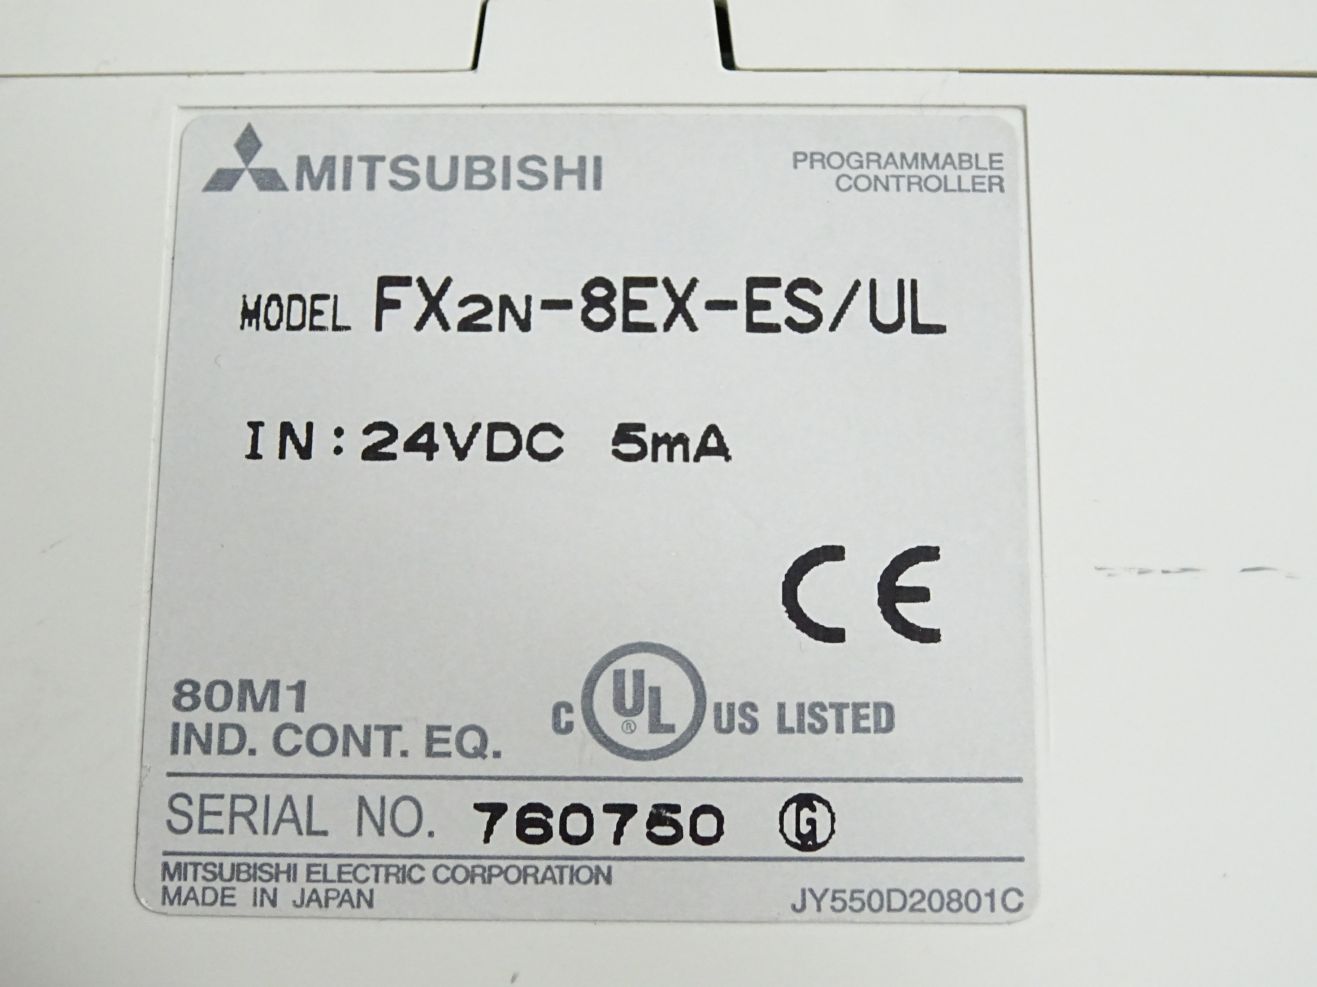 MITSUBISHI
PROGRAMMABLE
CONTROLLER
MODEL FX2N-8EX-ES/UL
IN:24VDC 5mA
CE
80M1
IND. CONT. EQ.
C UL® US LISTED
SERIAL NO. 760750 G
MITSUBISHI ELECTRIC CORPORATION
MADE IN JAPAN
JY550D20801C